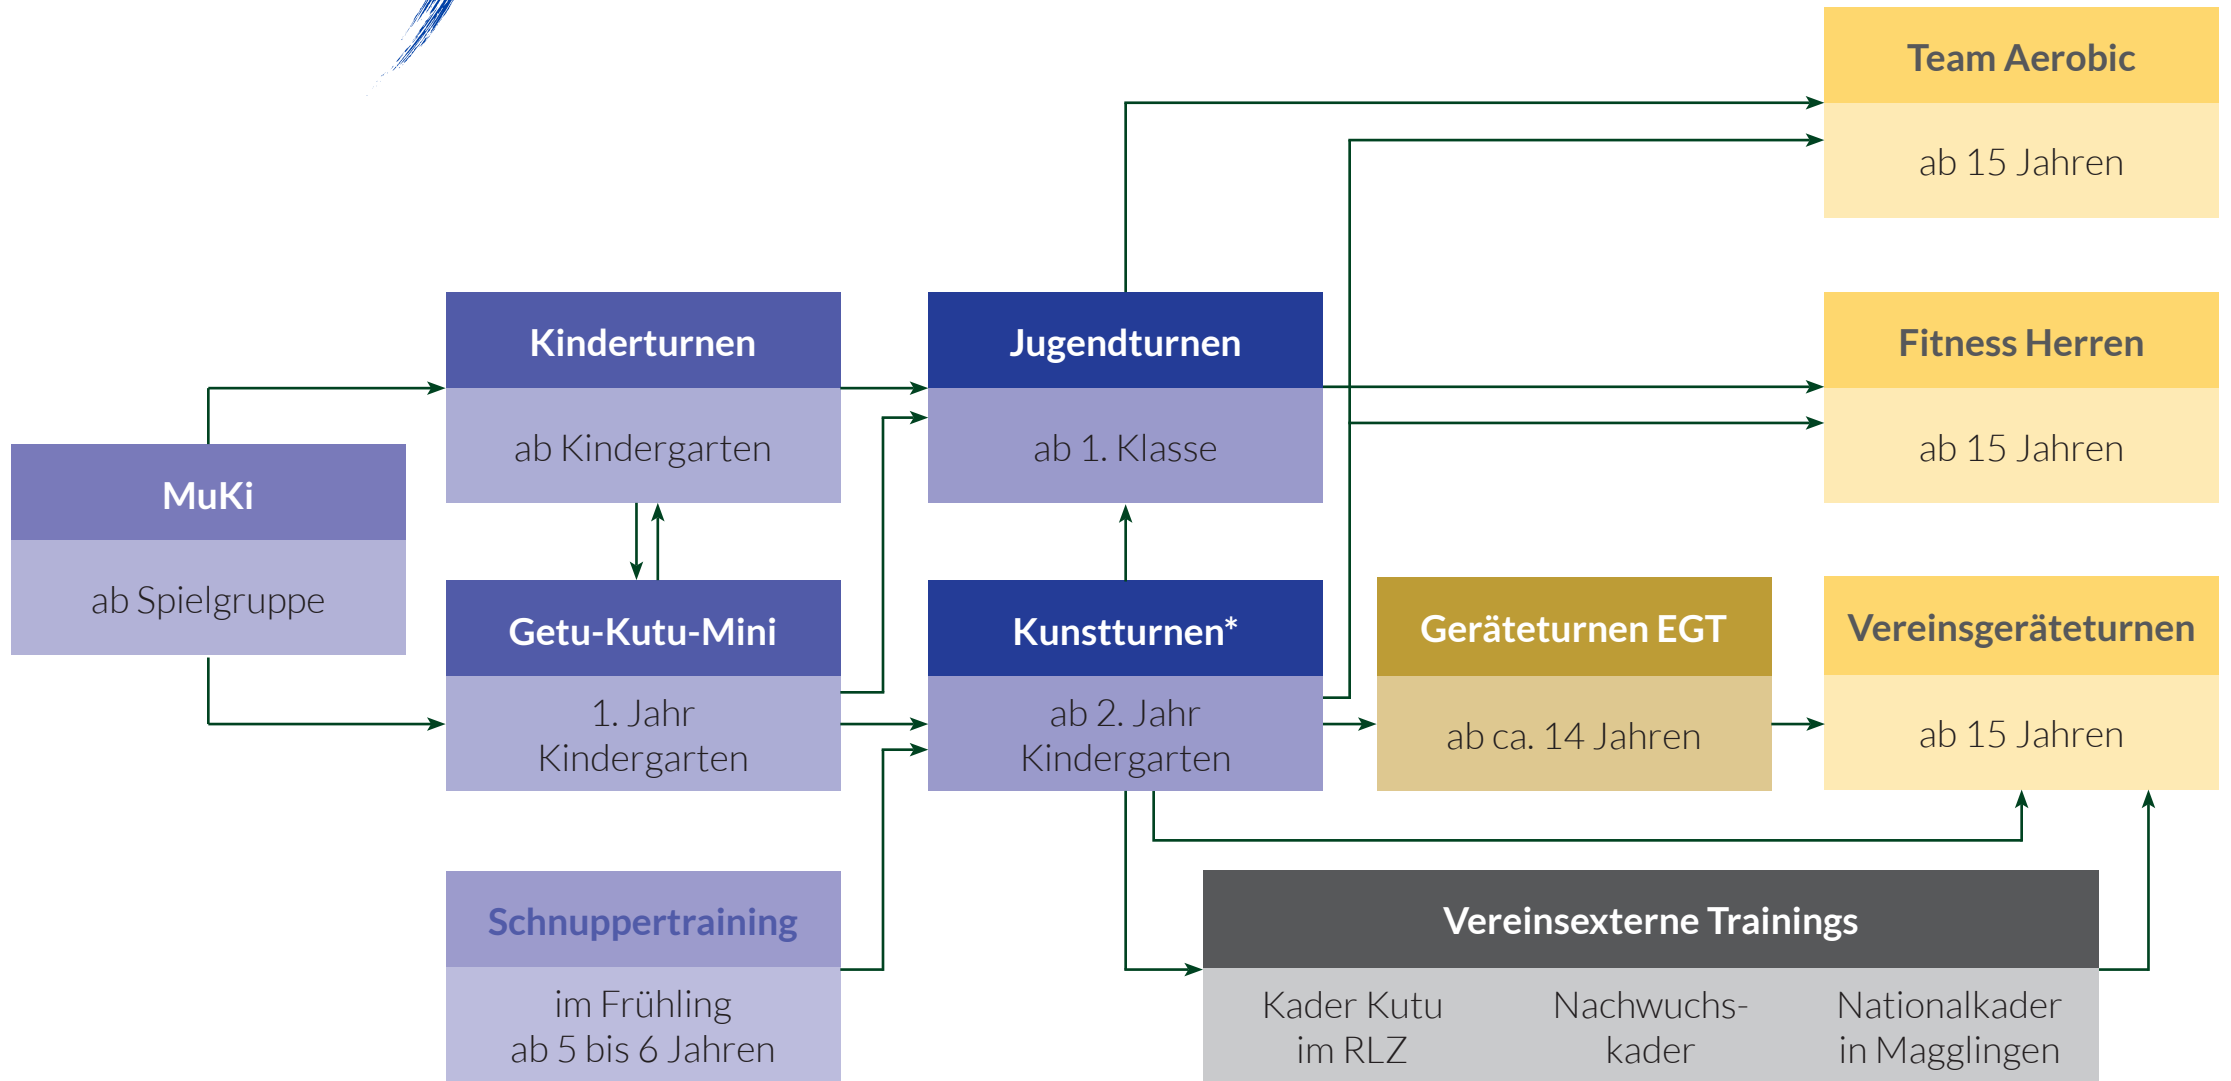 Team Aerobic
ab 15 Jahren
Kinderturnen
ab Kindergarten
Jugendturnen
ab 1. Klasse
Fitness Herren
ab 15 Jahren
MuKi
ab Spielgruppe
Getu-Kutu-Mini
1. Jahr
Kindergarten
Kunstturnen*
ab 2. Jahr
Kindergarten
Geräteturnen EGT
ab ca. 14 Jahren
Vereinsgeräteturnen
ab 15 Jahren
Schnuppertraining
im Frühling
ab 5 bis 6 Jahren
Vereinsexterne Trainings
Kader Kutu
im RLZ
Nachwuchs-
kader
Nationalkader
in Magglingen